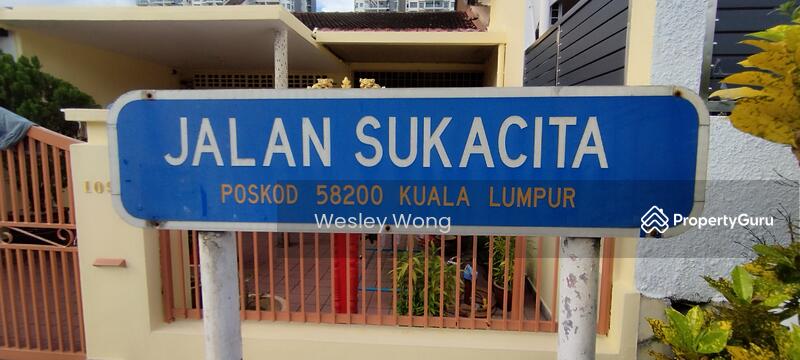 JALAN SUKACITA
POSKOD 58200 KUALA LUMPUR
Wesley Wong
PropertyGuru